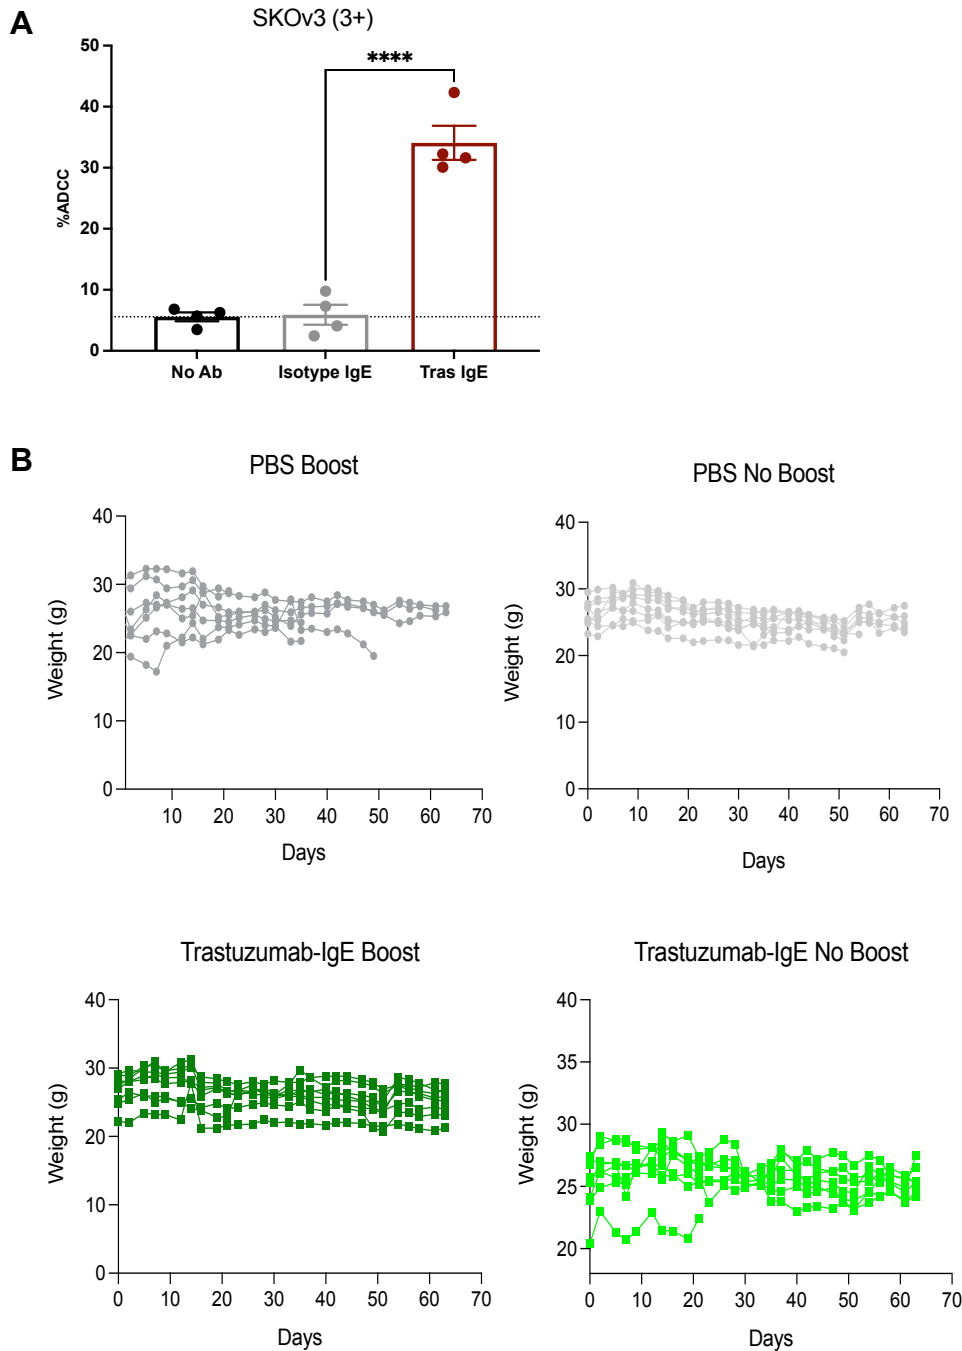 A
SKOv3 (3+)
****
%ADCC
50
40
30
20
10
0
No Ab Isotype IgE Tras IgE
B
PBS Boost
Weight (g)
40
30
20
10
0
10 20 30 40 50 60 70
Days
PBS No Boost
Weight (g)
40
30
20
10
0
0 10 20 30 40 50 60 70
Days
Trastuzumab-IgE Boost
Weight (g)
40
30
20
10
0
0 10 20 30 40 50 60 70
Days
Trastuzumab-IgE No Boost
Weight (g)
40
35
30
25
20
0 10 20 30 40 50 60 70
Days